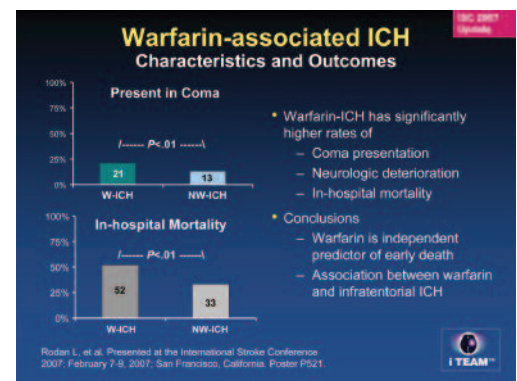 ISC 2007
Update
Warfarin-associated ICH
Characteristics and Outcomes
Present in Coma
100%
75%
50%
25%
0%
/------ P<.01 ------\
21
13
W-ICH
NW-ICH
In-hospital Mortality
100%
75%
50%
25%
0%
/------ P<.01 ------\
52
33
W-ICH
NW-ICH
• Warfarin-ICH has significantly
higher rates of
– Coma presentation
– Neurologic deterioration
– In-hospital mortality
• Conclusions
– Warfarin is independent
predictor of early death
– Association between warfarin
and infratentorial ICH
Rodan L, et al. Presented at the International Stroke Conference
2007; February 7-9, 2007; San Francisco, California. Poster P521.
i TEAM™